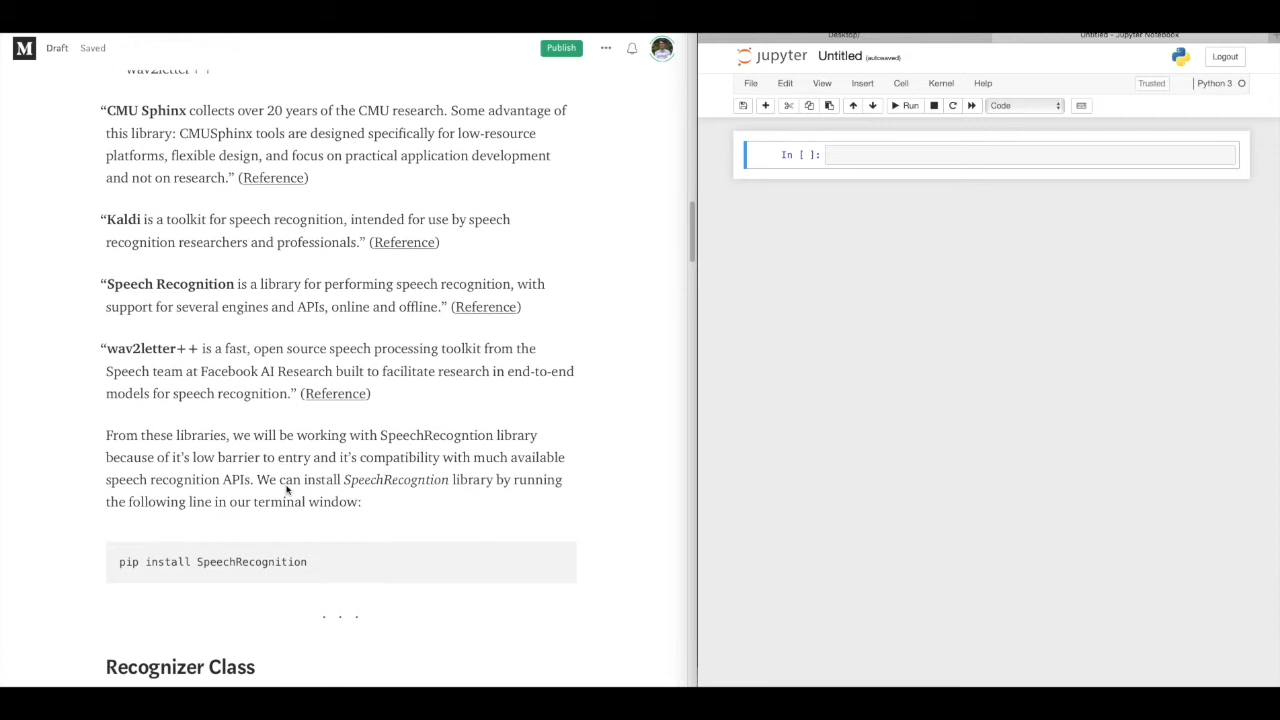 Desktop/
Untitled - Jupyter Notebook
M
Draft
Saved
Publish
wav2letter++
“CMU Sphinx collects over 20 years of the CMU research. Some advantage of
this library: CMUSphinx tools are designed specifically for low-resource
platforms, flexible design, and focus on practical application development
and not on research.” (Reference)
“Kaldi is a toolkit for speech recognition, intended for use by speech
recognition researchers and professionals.” (Reference)
“Speech Recognition is a library for performing speech recognition, with
support for several engines and APIs, online and offline.” (Reference)
“wav2letter++ is a fast, open source speech processing toolkit from the
Speech team at Facebook AI Research built to facilitate research in end-to-end
models for speech recognition.” (Reference)
From these libraries, we will be working with SpeechRecogntion library
because of it’s low barrier to entry and it’s compatibility with much available
speech recognition APIs. We can install SpeechRecogntion library by running
the following line in our terminal window:
pip install SpeechRecognition
. . .
Recognizer Class
jupyter Untitled (autosaved)
Logout
File Edit View Insert Cell Kernel Help
Trusted
Python 3
Run
Code
In [ ]: